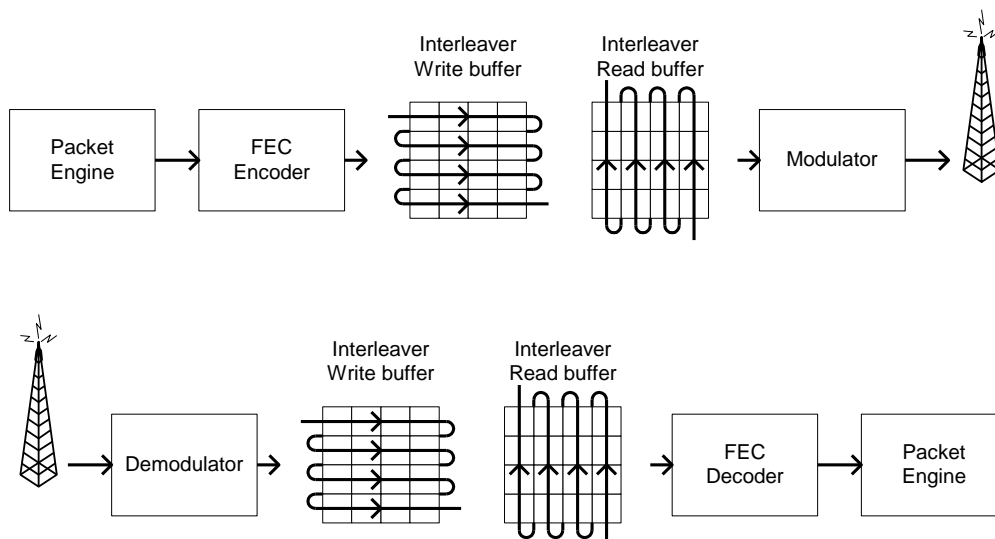 Interleaver
Write buffer
Interleaver
Read buffer
Packet
Engine
FEC
Encoder
Modulator
Interleaver
Write buffer
Interleaver
Read buffer
Demodulator
FEC
Decoder
Packet
Engine